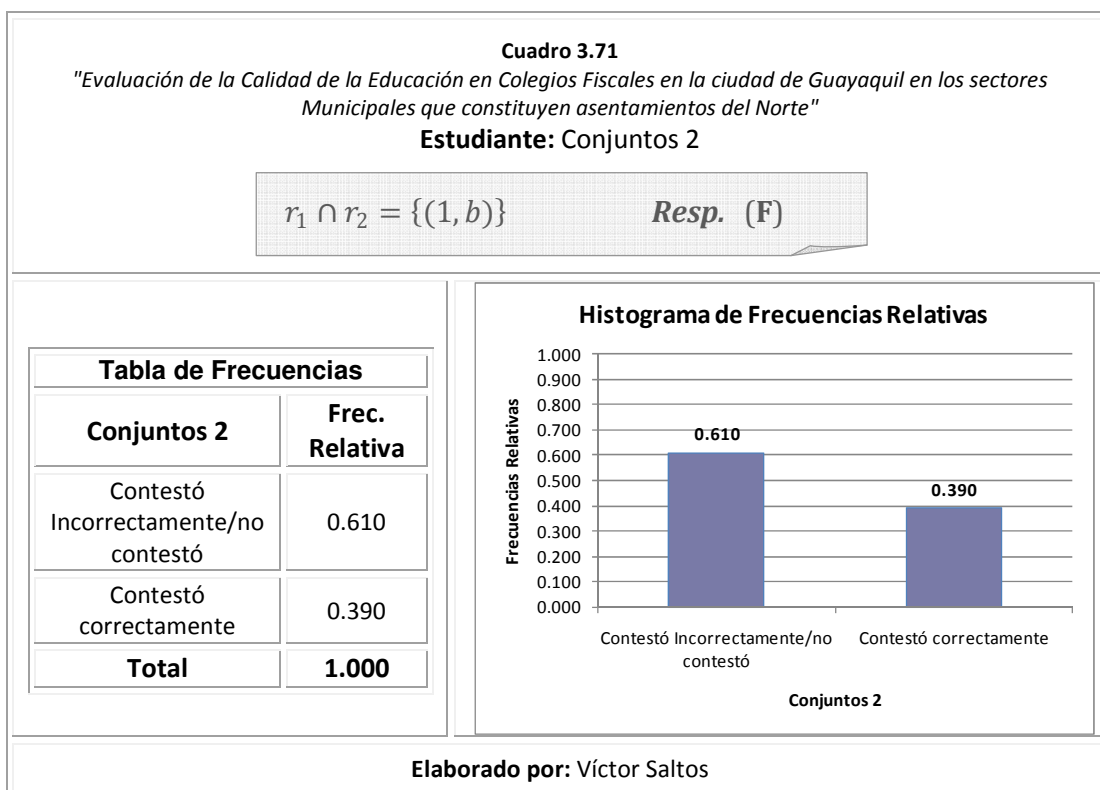 Cuadro 3.71
"Evaluación de la Calidad de la Educación en Colegios Fiscales en la ciudad de Guayaquil en los sectores
Municipales que constituyen asentamientos del Norte"
Estudiante: Conjuntos 2
r₁ ∩ r₂ = {(1, b)} Resp. (F)
Tabla de Frecuencias
Conjuntos 2
Frec.
Relativa
Contestó
Incorrectamente/no
contestó
0.610
Contestó
correctamente
0.390
Total
1.000
Histograma de Frecuencias Relativas
Frecuencias Relativas
1.000
0.900
0.800
0.700
0.600
0.500
0.400
0.300
0.200
0.100
0.000
0.610
0.390
Contestó Incorrectamente/no
contestó
Contestó correctamente
Conjuntos 2
Elaborado por: Víctor Saltos